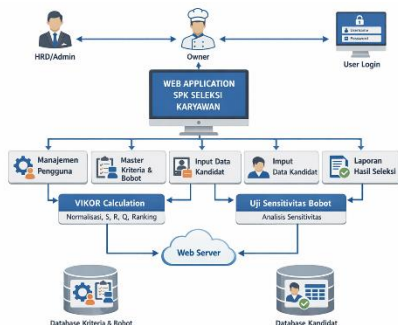 HRD/Admin
Owner
Username
Password
User Login
WEB APPLICATION
SPK SELEKSI
KARYAWAN
Manajemen
Pengguna
Master
Kriteria
& Bobot
Input Data
Kandidat
Imput
Data Kandidat
Laporan
Hasil Seleksi
VIKOR Calculation
Normalisasi, S, R, Q, Ranking
Uji Sensitivitas Bobot
Analisis Sensitivitas
Web Server
Database Kriteria & Bobot
Database Kandidat